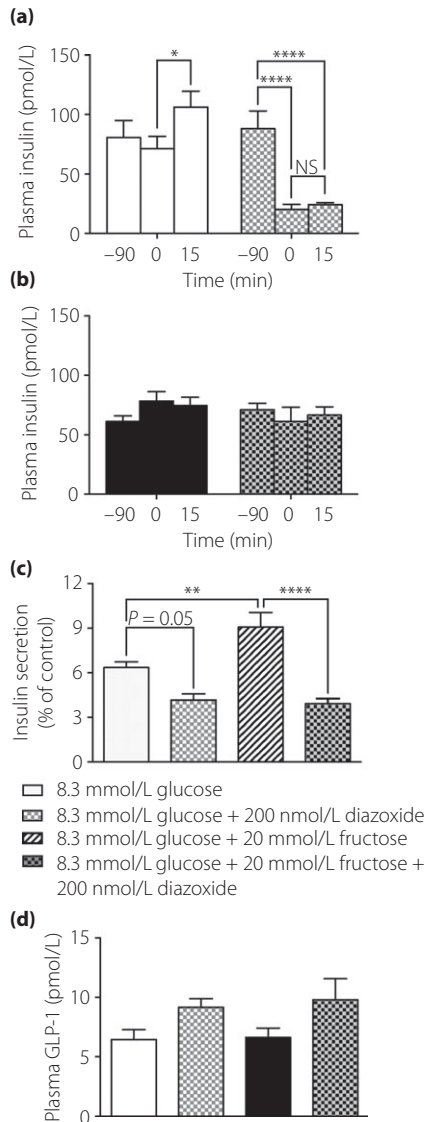 (a)
Plasma insulin (pmol/L)
150
100
50
0
*
****
****
NS
−90 0 15 −90 0 15
Time (min) Time (min)
(b)
Plasma insulin (pmol/L)
150
100
50
0
−90 0 15 −90 0 15
Time (min) Time (min)
(c)
Insulin secretion
(% of control)
12
9
6
3
0
** ****
P = 0.05
8.3 mmol/L glucose
8.3 mmol/L glucose + 200 nmol/L diazoxide
8.3 mmol/L glucose + 20 mmol/L fructose
8.3 mmol/L glucose + 20 mmol/L fructose +
200 nmol/L diazoxide
(d)
Plasma GLP-1 (pmol/L)
15
10
5
0